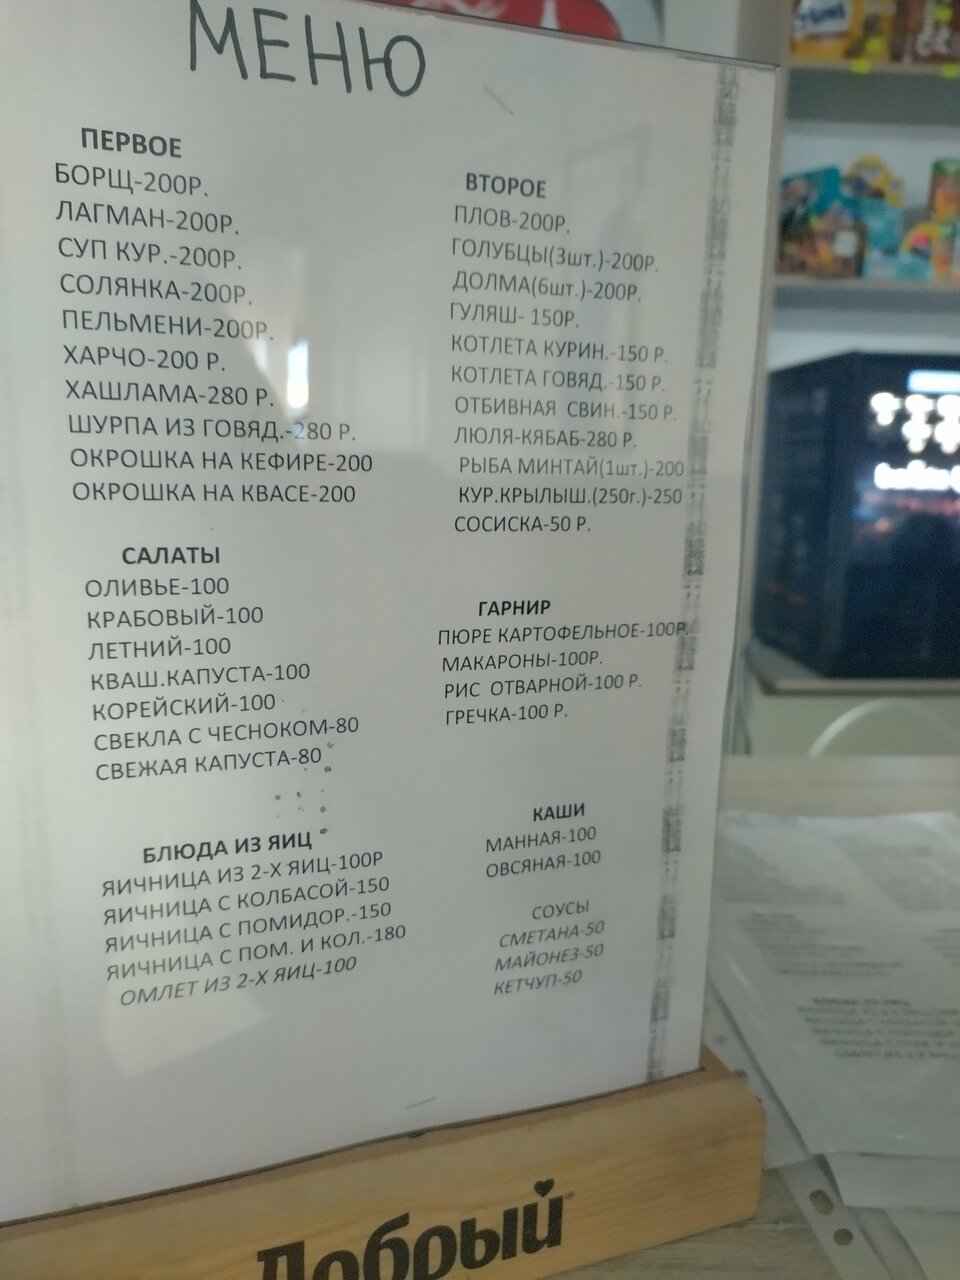 МЕНЮ
ПЕРВОЕ
БОРЩ-200Р.
ЛАГМАН-200Р.
СУП КУР.-200Р.
СОЛЯНКА-200Р.
ПЕЛЬМЕНИ-200Р.
ХАРЧО-200 Р.
ХАШЛАМА-280 Р.
ШУРПА ИЗ ГОВЯД.-280 Р.
ОКРОШКА НА КЕФИРЕ-200
ОКРОШКА НА КВАСЕ-200
САЛАТЫ
ОЛИВЬЕ-100
КРАБОВЫЙ-100
ЛЕТНИЙ-100
КВАШ.КАПУСТА-100
КОРЕЙСКИЙ-100
СВЕКЛА С ЧЕСНОКОМ-80
СВЕЖАЯ КАПУСТА-80
БЛЮДА ИЗ ЯИЦ
ЯИЧНИЦА ИЗ 2-Х ЯИЦ-100Р
ЯИЧНИЦА С КОЛБАСОЙ-150
ЯИЧНИЦА С ПОМИДОР.-150
ЯИЧНИЦА С ПОМ. И КОЛ.-180
ОМЛЕТ ИЗ 2-Х ЯИЦ-100
ВТОРОЕ
ПЛОВ-200Р.
ГОЛУБЦЫ(3шт.)-200Р.
ДОЛМА(6шт.)-200Р.
ГУЛЯШ- 150Р.
КОТЛЕТА КУРИН.-150 Р.
КОТЛЕТА ГОВЯД.-150 Р.
ОТБИВНАЯ СВИН.-150 Р.
ЛЮЛЯ-КЯБАБ-280 Р.
РЫБА МИНТАЙ(1шт.)-200
КУР.КРЫЛЫШ.(250г.)-250
СОСИСКА-50 Р.
ГАРНИР
ПЮРЕ КАРТОФЕЛЬНОЕ-100Р.
МАКАРОНЫ-100Р.
РИС ОТВАРНОЙ-100 Р.
ГРЕЧКА-100 Р.
КАШИ
МАННАЯ-100
ОВСЯНАЯ-100
СОУСЫ
СМЕТАНА-50
МАЙОНЕЗ-50
КЕТЧУП-50
Добрый